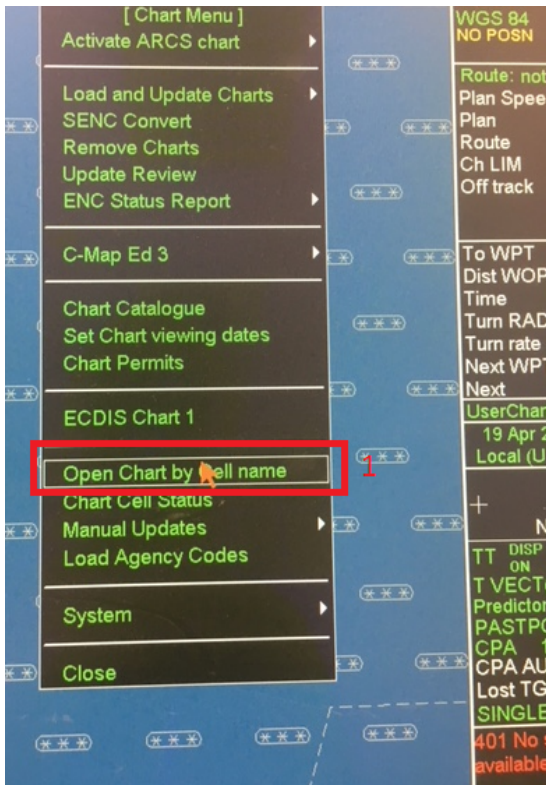 [ Chart Menu ]
Activate ARCS chart
Load and Update Charts
SENC Convert
Remove Charts
Update Review
ENC Status Report
C-Map Ed 3
Chart Catalogue
Set Chart viewing dates
Chart Permits
ECDIS Chart 1
Open Chart by Cell name
1
Chart Cell Status
Manual Updates
Load Agency Codes
System
Close
WGS 84
NO POSN
Route: not
Plan Spee
Plan
Route
Ch LIM
Off track
To WPT
Dist WOP
Time
Turn RAD
Turn rate
Next WPT
Next
UserChar
19 Apr 2
Local (U
N
TT DISP
ON
T VECT
Predictor
PASTPO
CPA 1
CPA AU
Lost TG
SINGLE
401 No
available